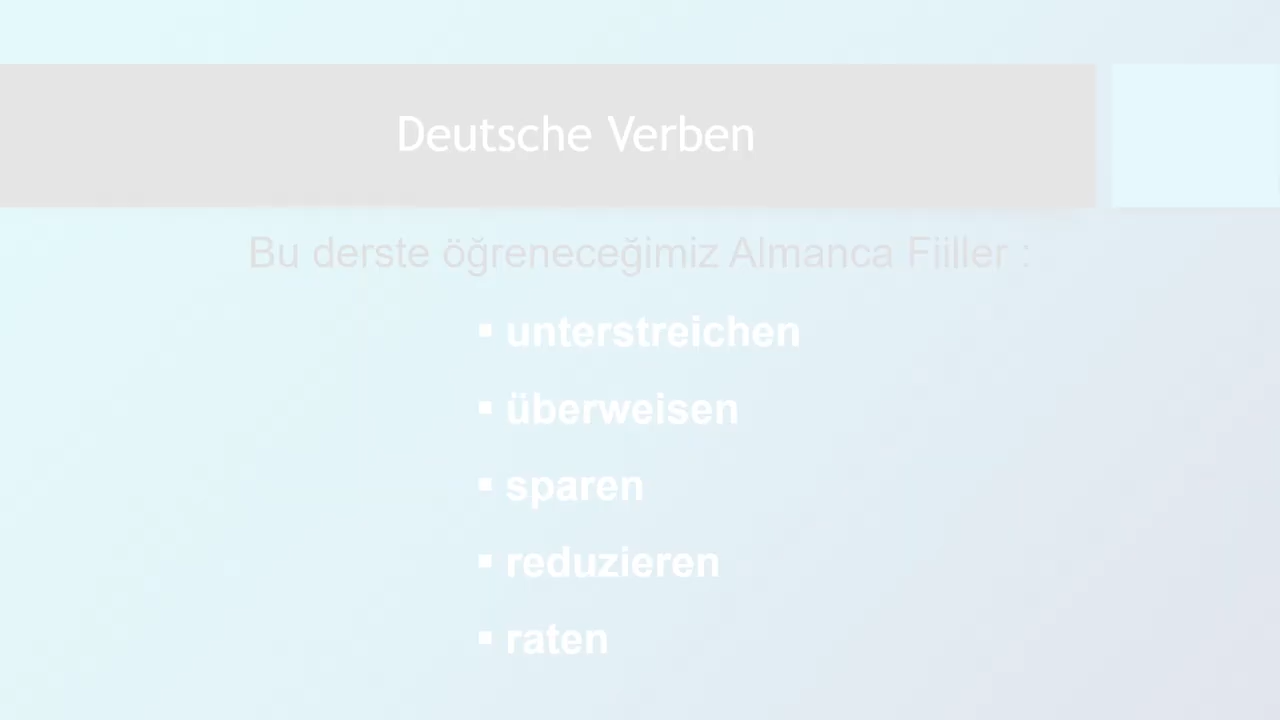 Deutsche Verben
Bu derste öğreneceğimiz Almanca Fiiller :
▪ unterstreichen
▪ überweisen
▪ sparen
▪ reduzieren
▪ raten